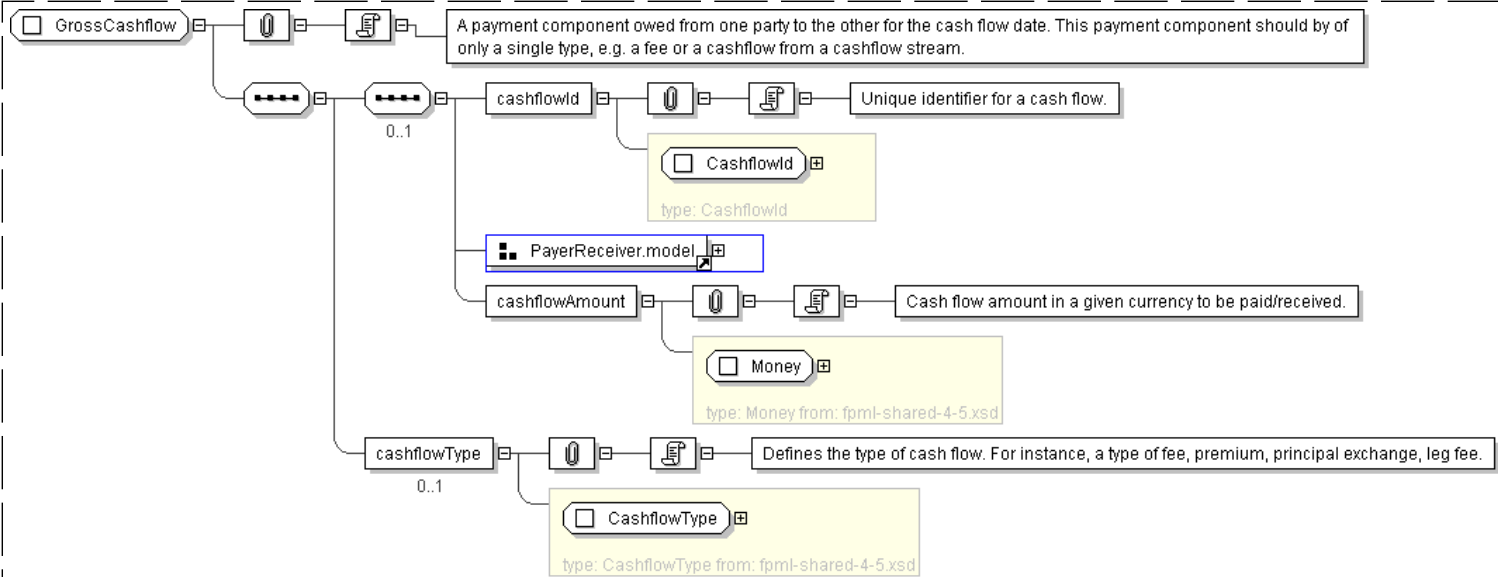 GrossCashflow
A payment component owed from one party to the other for the cash flow date. This payment component should by of
only a single type, e.g. a fee or a cashflow from a cashflow stream.
0..1
cashflowId
Unique identifier for a cash flow.
CashflowId
type: CashflowId
PayerReceiver.model
cashflowAmount
Cash flow amount in a given currency to be paid/received.
Money
type: Money from: fpml-shared-4-5.xsd
cashflowType
0..1
Defines the type of cash flow. For instance, a type of fee, premium, principal exchange, leg fee.
CashflowType
type: CashflowType from: fpml-shared-4-5.xsd